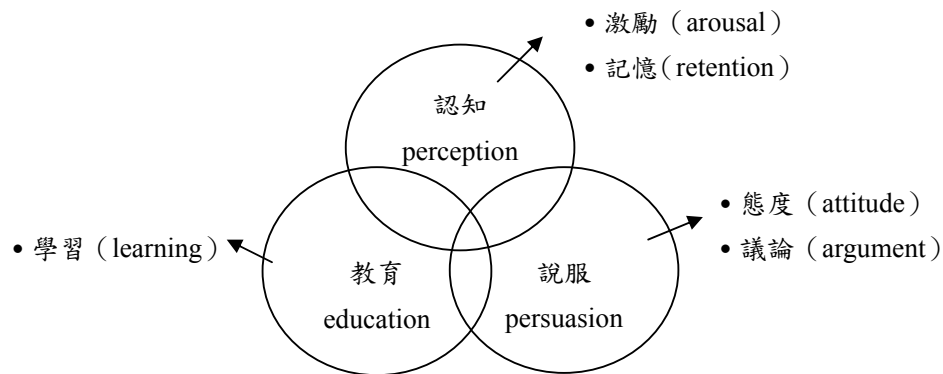 • 激勵（arousal）
• 記憶（retention）
認知
perception
• 態度（attitude）
• 議論（argument）
• 學習（learning）
教育
education
說服
persuasion